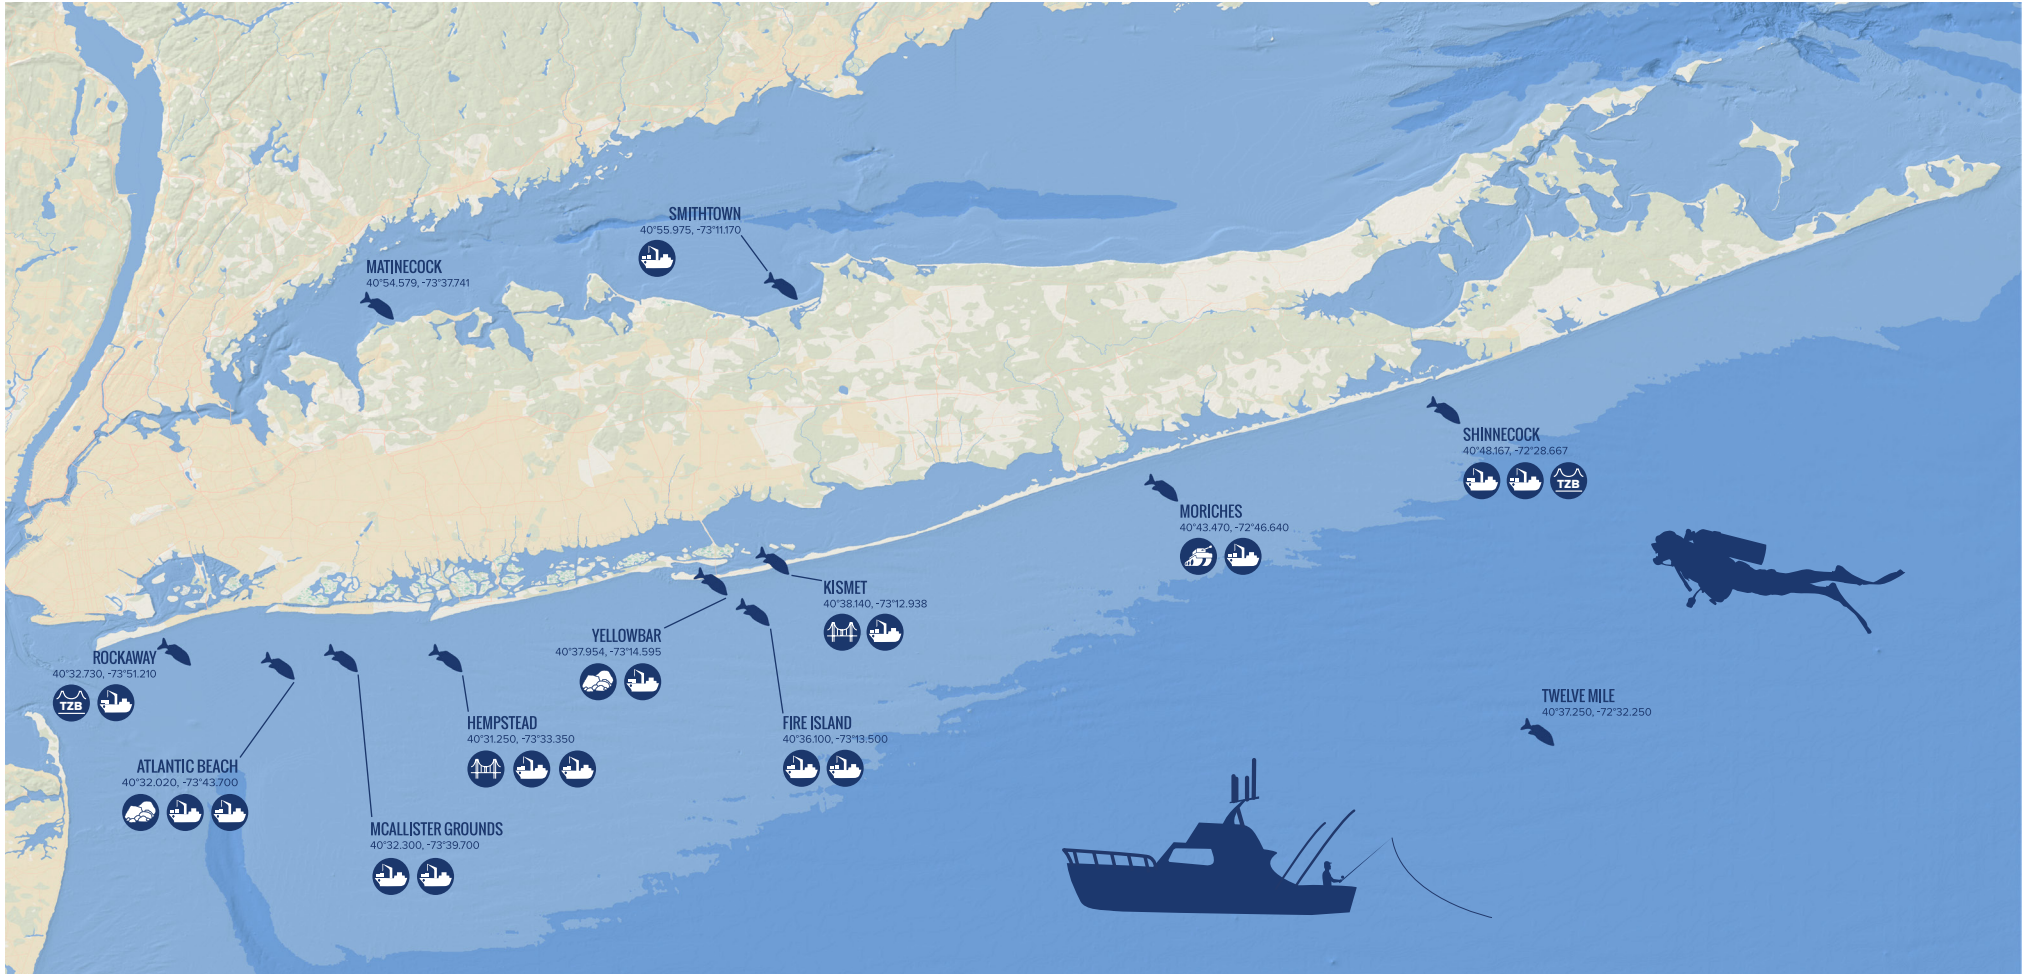 SMITHTOWN
40°55.975, -73°11.170
MATINECOCK
40°54.579, -73°37.741
SHINNECOCK
40°48.167, -72°28.667
TZB
MORICHES
40°43.470, -72°46.640
KISMET
40°38.140, -73°12.938
YELLOWBAR
40°37.954, -73°14.595
ROCKAWAY
40°32.730, -73°51.210
TZB
TWELVE MILE
40°37.250, -72°32.250
HEMPSTEAD
40°31.250, -73°33.350
FIRE ISLAND
40°36.100, -73°13.500
ATLANTIC BEACH
40°32.020, -73°43.700
MCALLISTER GROUNDS
40°32.300, -73°39.700